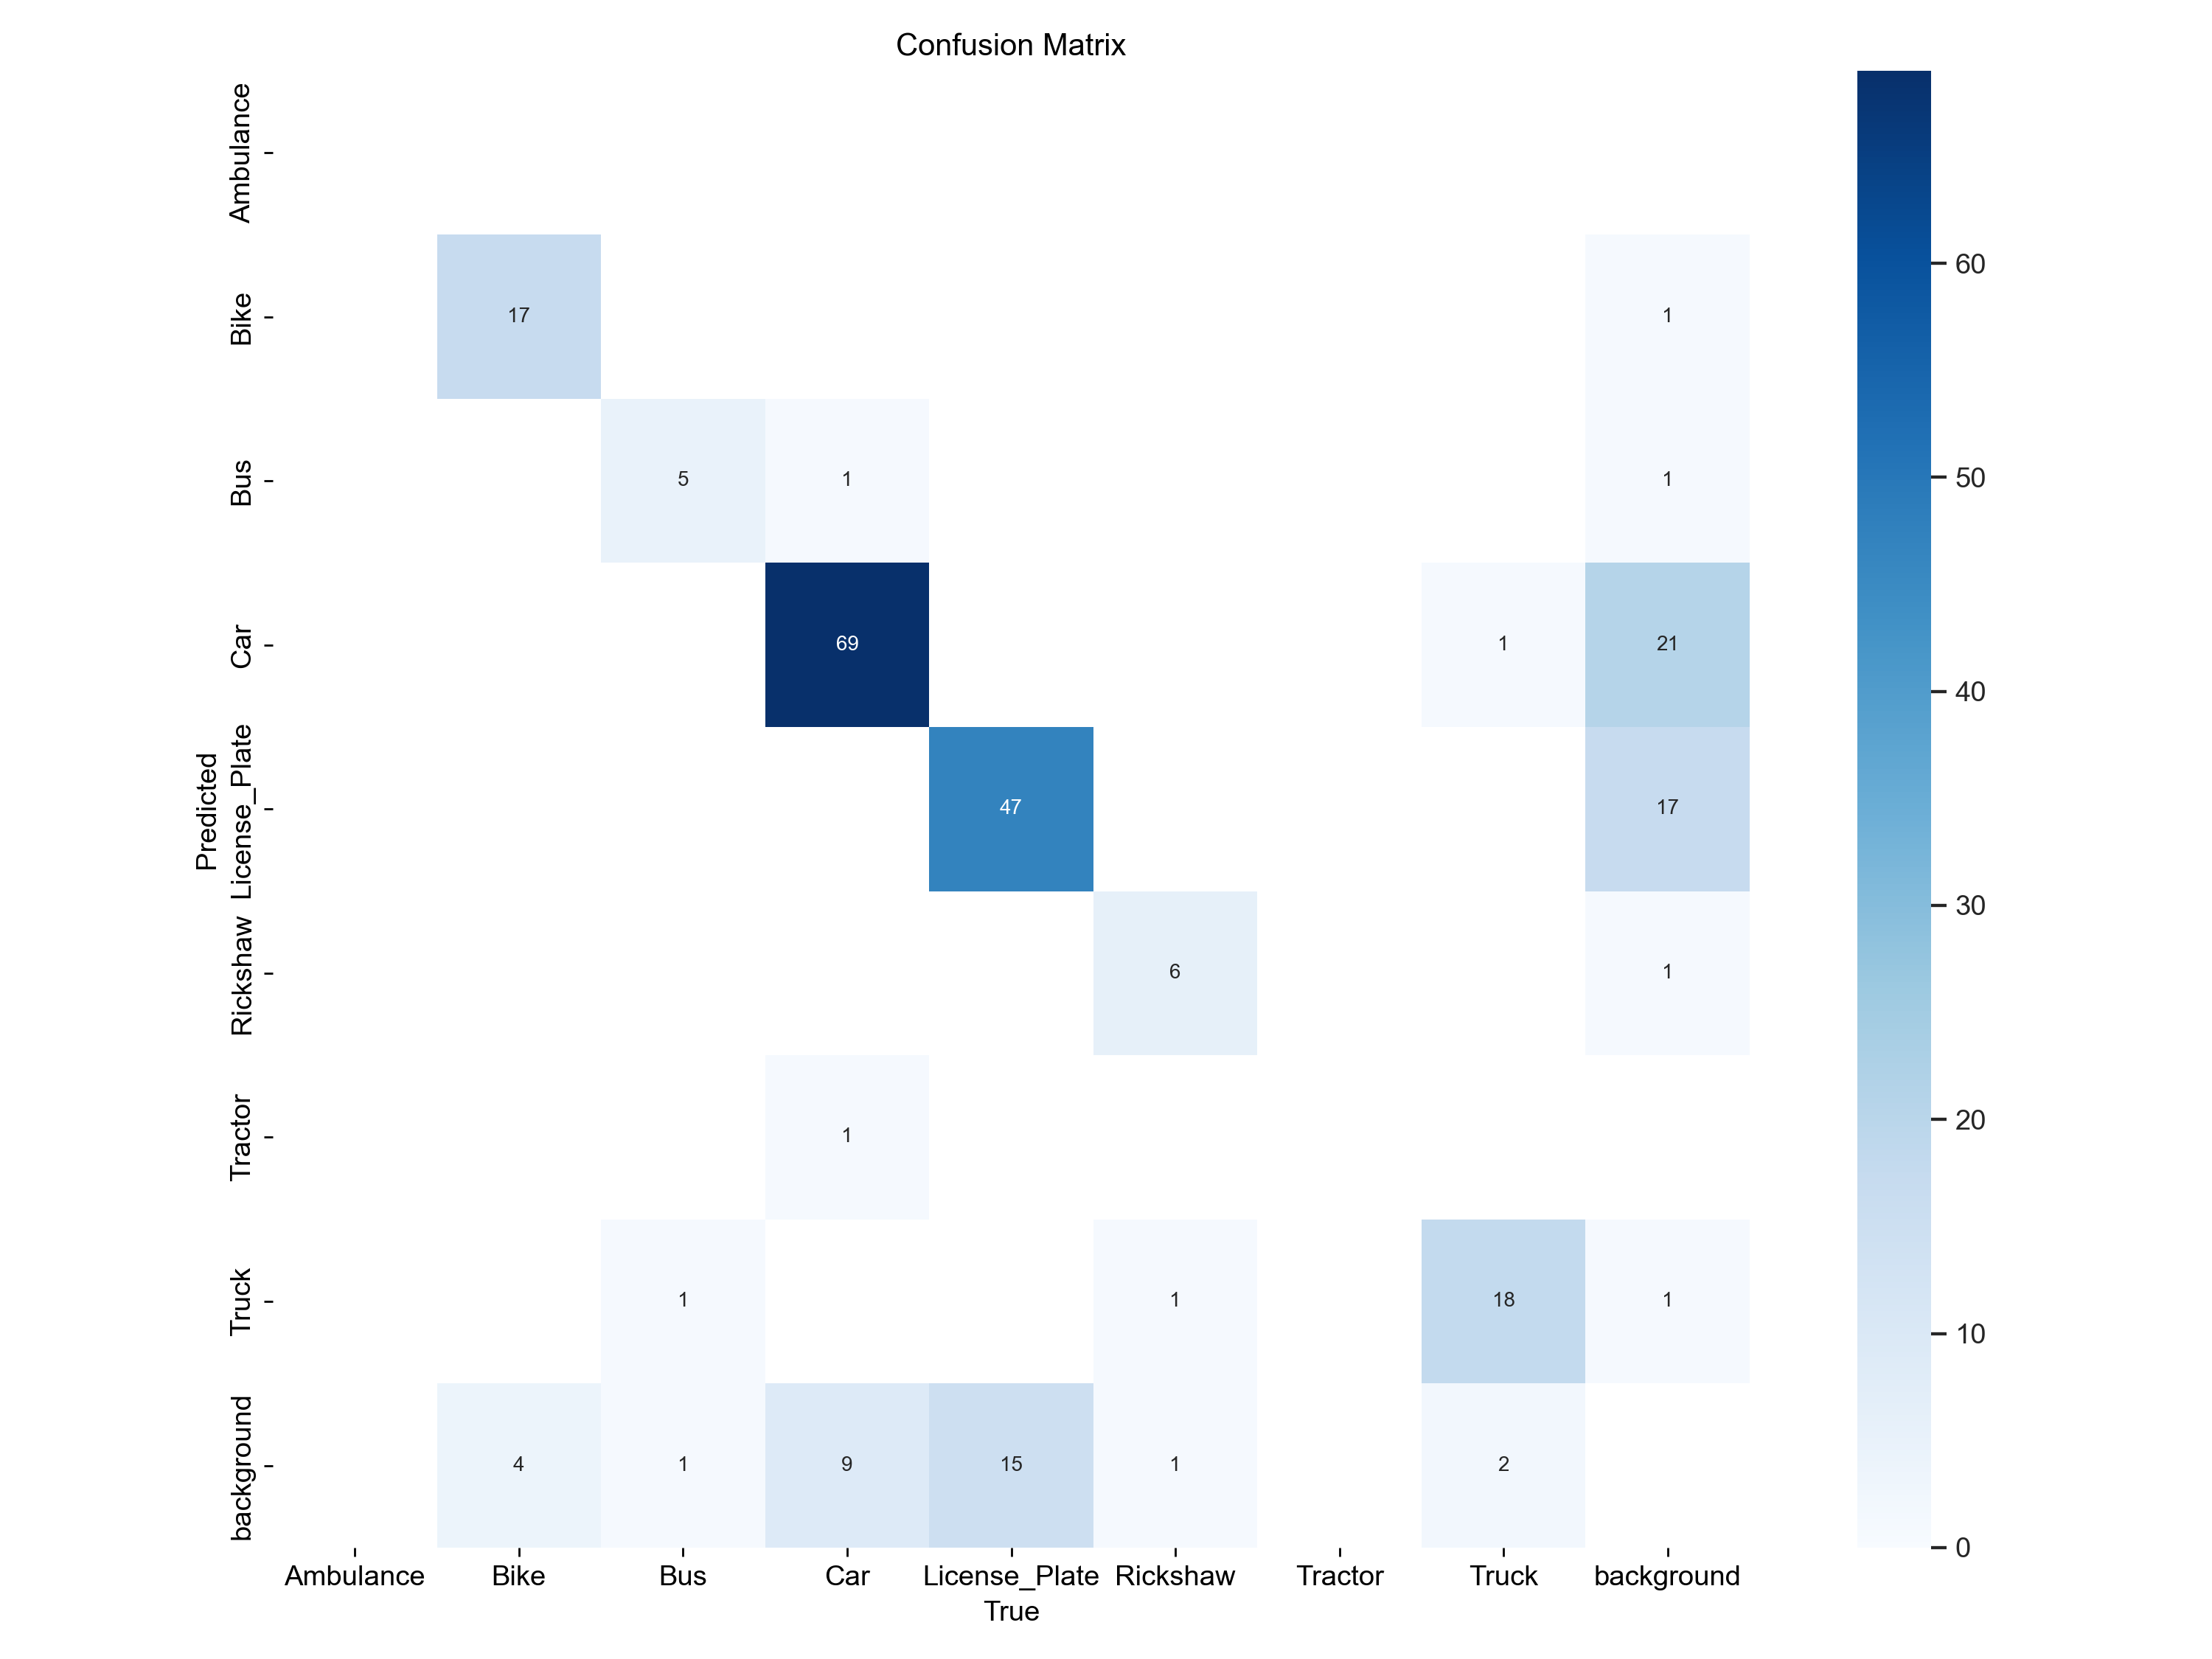 Confusion Matrix
Ambulance
Bike
17
1
Bus
5
1
1
Car
69
1
21
License_Plate
47
17
Rickshaw
6
1
Tractor
1
Truck
1
1
18
1
background
4
1
9
15
1
2
Predicted
Ambulance
Bike
Bus
Car
License_Plate
Rickshaw
Tractor
Truck
background
True
60
50
40
30
20
10
0